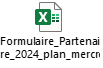 X
Formulaire_Partenai
re_2024_plan_mercre